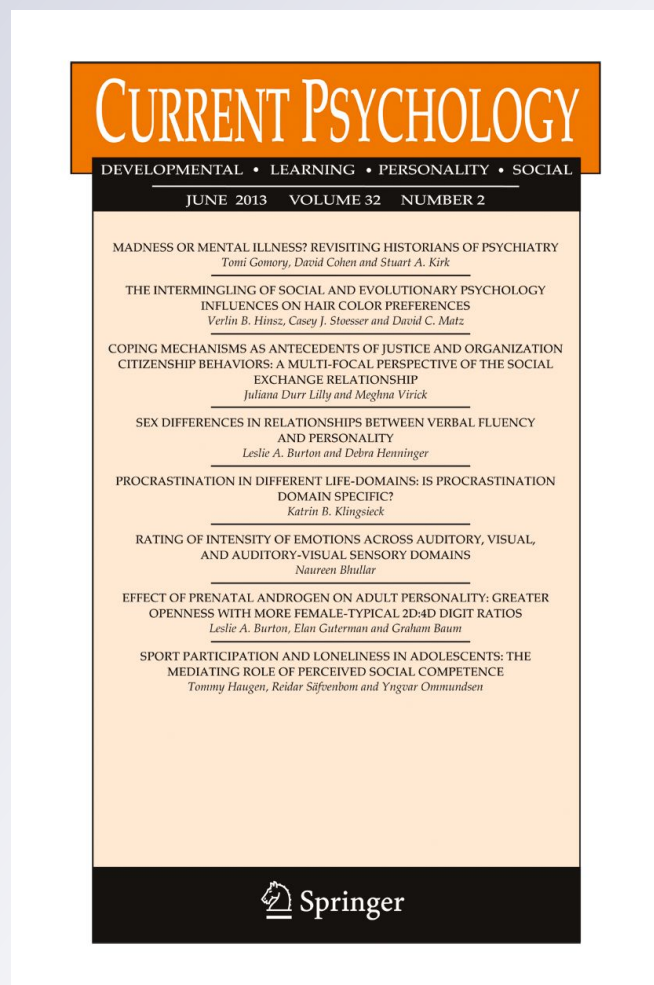 CURRENT PSYCHOLOGY
DEVELOPMENTAL • LEARNING • PERSONALITY • SOCIAL
JUNE 2013 VOLUME 32 NUMBER 2
MADNESS OR MENTAL ILLNESS? REVISITING HISTORIANS OF PSYCHIATRY
Tomi Gomory, David Cohen and Stuart A. Kirk
THE INTERMINGLING OF SOCIAL AND EVOLUTIONARY PSYCHOLOGY
INFLUENCES ON HAIR COLOR PREFERENCES
Verlin B. Hinsz, Casey J. Stoesser and David C. Matz
COPING MECHANISMS AS ANTECEDENTS OF JUSTICE AND ORGANIZATION
CITIZENSHIP BEHAVIORS: A MULTI-FOCAL PERSPECTIVE OF THE SOCIAL
EXCHANGE RELATIONSHIP
Juliana Durr Lilly and Meghna Virick
SEX DIFFERENCES IN RELATIONSHIPS BETWEEN VERBAL FLUENCY
AND PERSONALITY
Leslie A. Burton and Debra Henninger
PROCRASTINATION IN DIFFERENT LIFE-DOMAINS: IS PROCRASTINATION
DOMAIN SPECIFIC?
Katrin B. Klingsieck
RATING OF INTENSITY OF EMOTIONS ACROSS AUDITORY, VISUAL,
AND AUDITORY-VISUAL SENSORY DOMAINS
Naureen Bhullar
EFFECT OF PRENATAL ANDROGEN ON ADULT PERSONALITY: GREATER
OPENNESS WITH MORE FEMALE-TYPICAL 2D:4D DIGIT RATIOS
Leslie A. Burton, Elan Guterman and Graham Baum
SPORT PARTICIPATION AND LONELINESS IN ADOLESCENTS: THE
MEDIATING ROLE OF PERCEIVED SOCIAL COMPETENCE
Tommy Haugen, Reidar Säfvenbom and Yngvar Ommundsen
Springer